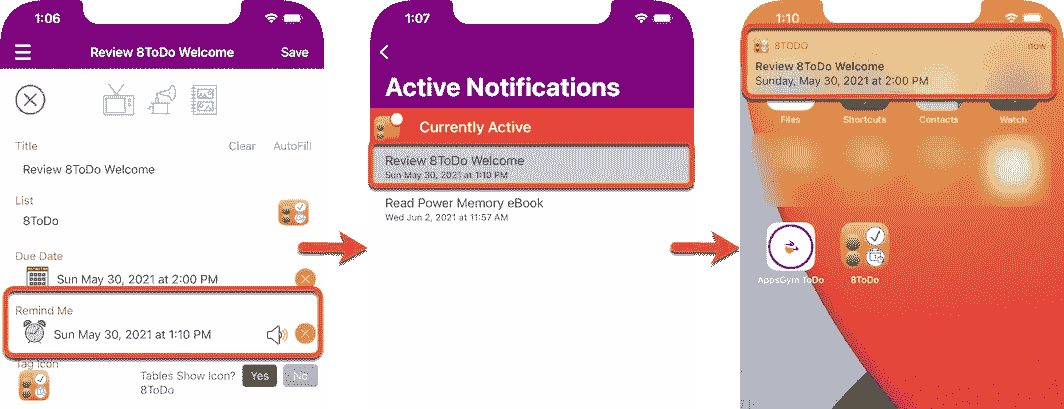 1:06
Review 8ToDo Welcome
Save
Title
Clear
AutoFill
Review 8ToDo Welcome
List
8ToDo
Due Date
Sun May 30, 2021 at 2:00 PM
Remind Me
Sun May 30, 2021 at 1:10 PM
Tag Icon
Tables Show Icon?
Yes
No
8ToDo
1:07
Active Notifications
Currently Active
Review 8ToDo Welcome
Sun May 30, 2021 at 1:10 PM
Read Power Memory eBook
Wed Jun 2, 2021 at 11:57 AM
1:10
8TODO
now
Review 8ToDo Welcome
Sunday, May 30, 2021 at 2:00 PM
Files
Shortcuts
Contacts
Watch
AppsGym ToDo
8ToDo